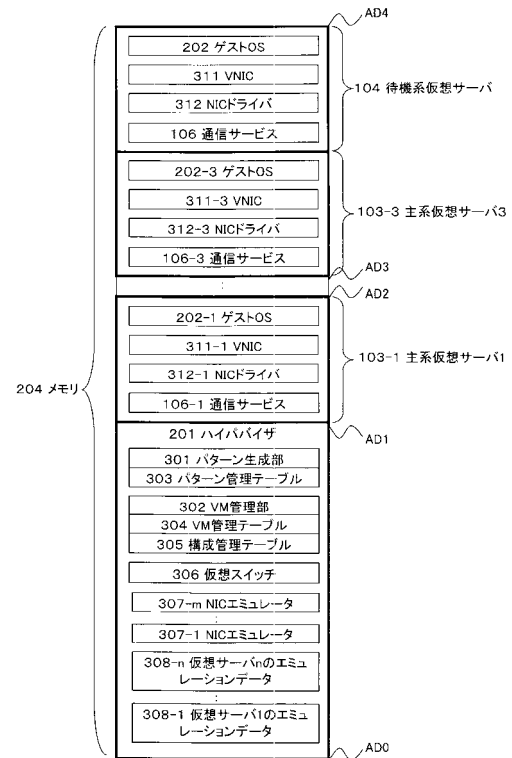 AD4
202 ゲストOS
311 VNIC
312 NICドライバ
106 通信サービス
104 待機系仮想サーバ
202-3 ゲストOS
311-3 VNIC
312-3 NICドライバ
106-3 通信サービス
103-3 主系仮想サーバ3
AD3
AD2
202-1 ゲストOS
311-1 VNIC
312-1 NICドライバ
106-1 通信サービス
103-1 主系仮想サーバ1
204 メモリ
AD1
201 ハイパバイザ
301 パターン生成部
303 パターン管理テーブル
302 VM管理部
304 VM管理テーブル
305 構成管理テーブル
306 仮想スイッチ
307-m NICエミュレータ
307-1 NICエミュレータ
308-n 仮想サーバnのエミュ
レーションデータ
308-1 仮想サーバ1のエミュ
レーションデータ
AD0